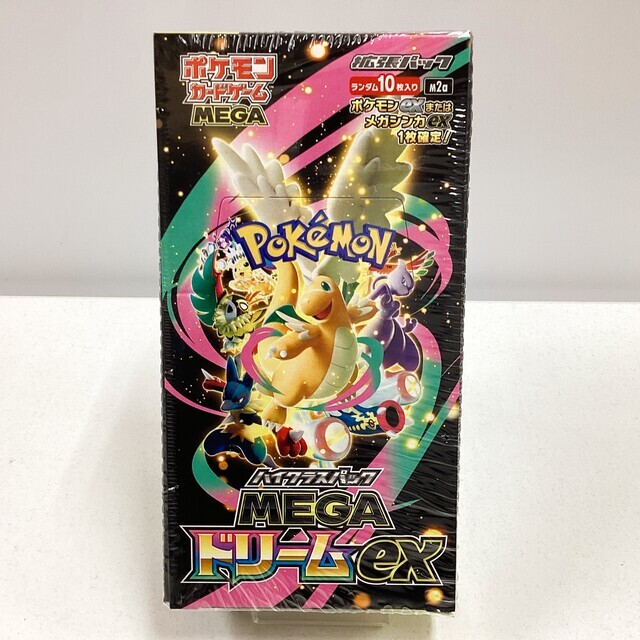 ポケモン
カードゲーム
MEGA
拡張パック
ランダム10枚入り
M2a
ポケモンexまたは
メガシンカex
1枚確定!
POKéMON
ハイクラスパック
MEGA
ドリームex